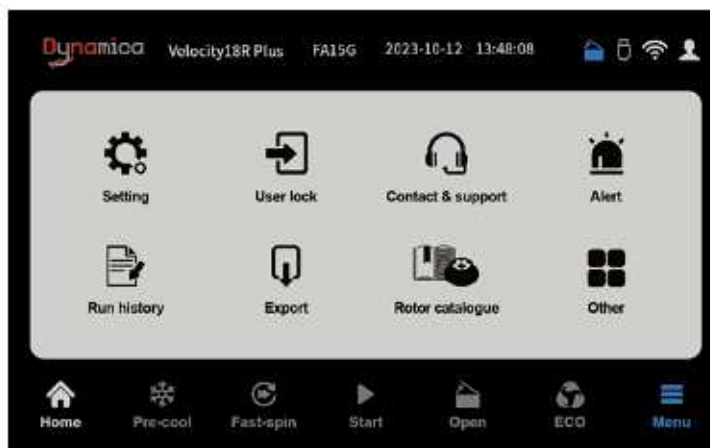 Dynamica Velocity18R Plus FA15G 2023-10-12 13:48:08
Setting User lock Contact & support Alert
Run history Export Rotor catalogue Other
Home Pre-cool Fast-spin Start Open ECO Menu